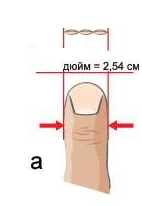 дюйм = 2,54 см
а